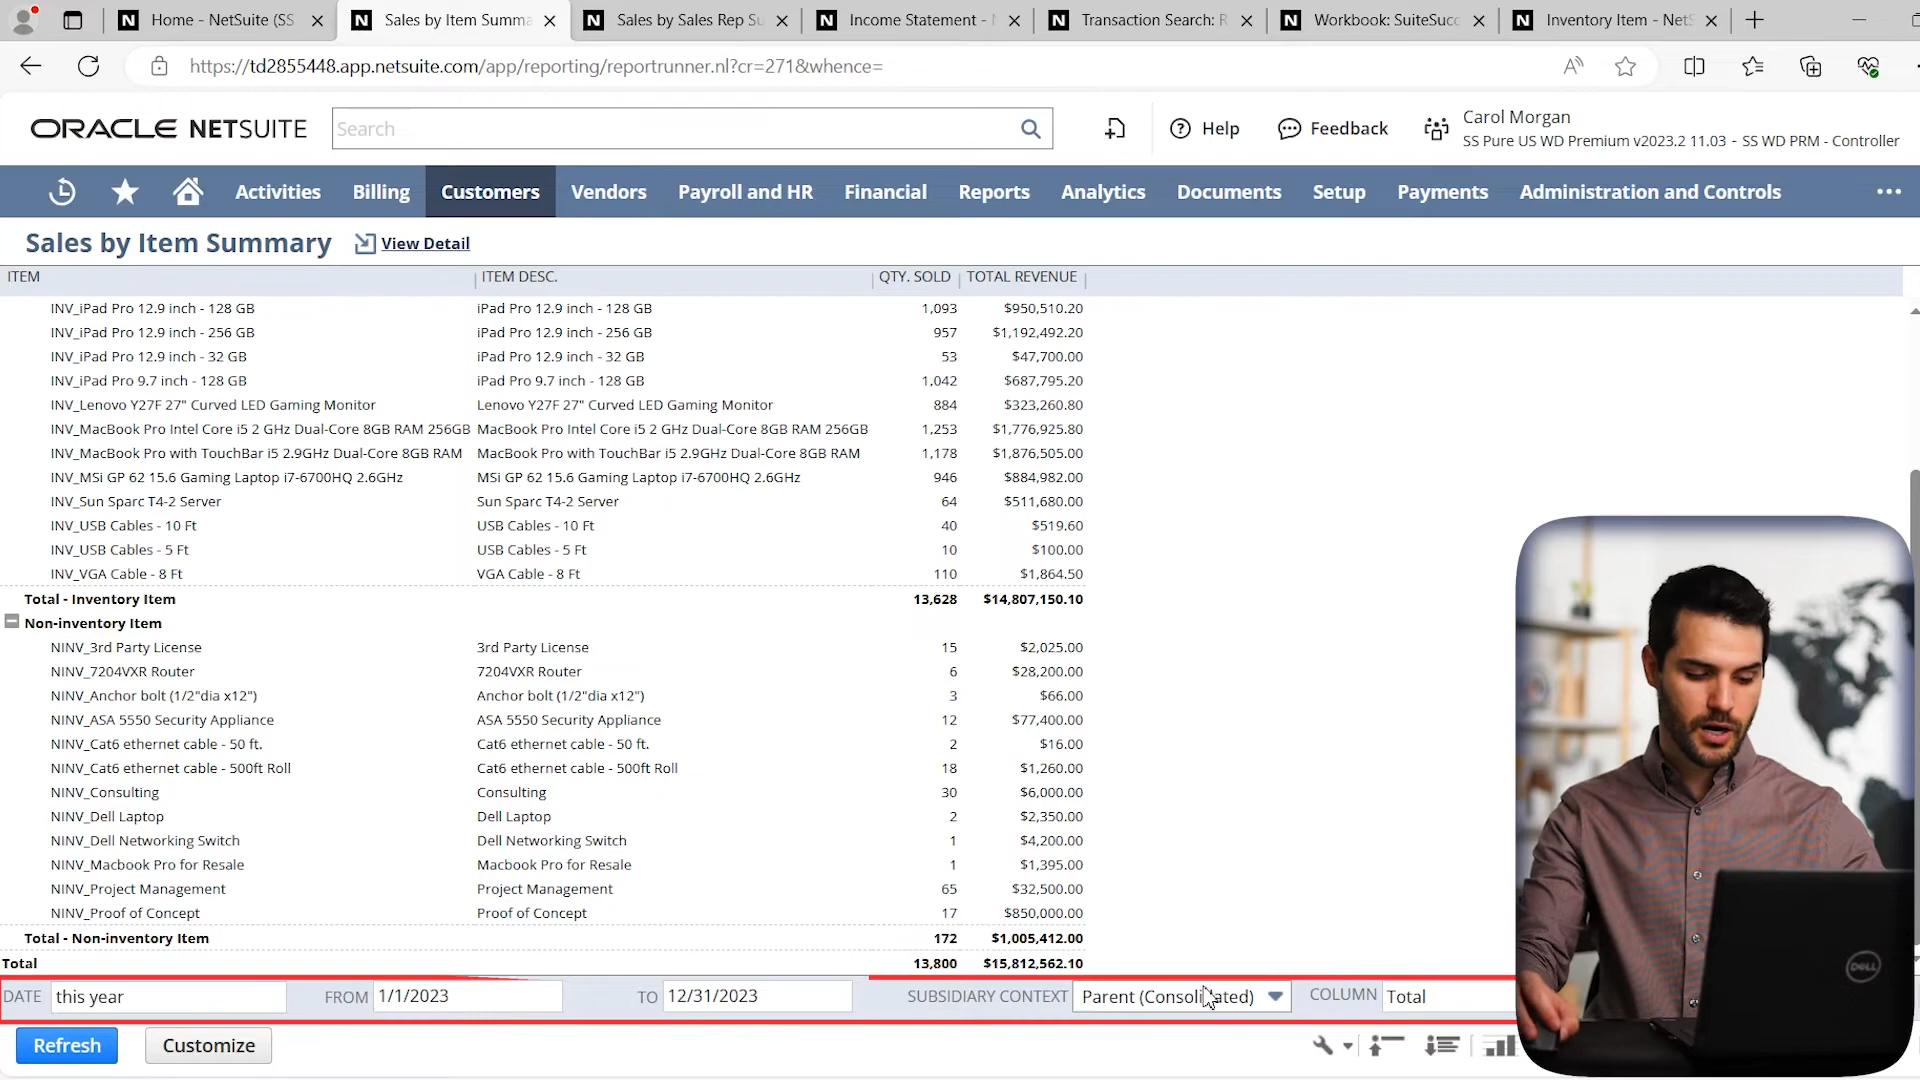 Home - NetSuite (SS
Sales by Item Summa
Sales by Sales Rep Su
Income Statement - N
Transaction Search: R
Workbook: SuiteSucc
Inventory Item - NetS
https://td2855448.app.netsuite.com/app/reporting/reportrunner.nl?cr=271&whence=
ORACLE NETSUITE
Search
Help
Feedback
Carol Morgan
SS Pure US WD Premium v2023.2 11.03 - SS WD PRM - Controller
Activities Billing Customers Vendors Payroll and HR Financial Reports Analytics Documents Setup Payments Administration and Controls
Sales by Item Summary View Detail
ITEM ITEM DESC. QTY. SOLD TOTAL REVENUE
INV_iPad Pro 12.9 inch - 128 GB iPad Pro 12.9 inch - 128 GB 1,093 $950,510.20
INV_iPad Pro 12.9 inch - 256 GB iPad Pro 12.9 inch - 256 GB 957 $1,192,492.20
INV_iPad Pro 12.9 inch - 32 GB iPad Pro 12.9 inch - 32 GB 53 $47,700.00
INV_iPad Pro 9.7 inch - 128 GB iPad Pro 9.7 inch - 128 GB 1,042 $687,795.20
INV_Lenovo Y27F 27" Curved LED Gaming Monitor Lenovo Y27F 27" Curved LED Gaming Monitor 884 $323,260.80
INV_MacBook Pro Intel Core i5 2 GHz Dual-Core 8GB RAM 256GB MacBook Pro Intel Core i5 2 GHz Dual-Core 8GB RAM 256GB 1,253 $1,776,925.80
INV_MacBook Pro with TouchBar i5 2.9GHz Dual-Core 8GB RAM MacBook Pro with TouchBar i5 2.9GHz Dual-Core 8GB RAM 1,178 $1,876,505.00
INV_MSi GP 62 15.6 Gaming Laptop i7-6700HQ 2.6GHz MSi GP 62 15.6 Gaming Laptop i7-6700HQ 2.6GHz 946 $884,982.00
INV_Sun Sparc T4-2 Server Sun Sparc T4-2 Server 64 $511,680.00
INV_USB Cables - 10 Ft USB Cables - 10 Ft 40 $519.60
INV_USB Cables - 5 Ft USB Cables - 5 Ft 10 $100.00
INV_VGA Cable - 8 Ft VGA Cable - 8 Ft 110 $1,864.50
Total - Inventory Item 13,628 $14,807,150.10
Non-inventory Item
NINV_3rd Party License 3rd Party License 15 $2,025.00
NINV_7204VXR Router 7204VXR Router 6 $28,200.00
NINV_Anchor bolt (1/2"dia x12") Anchor bolt (1/2"dia x12") 3 $66.00
NINV_ASA 5550 Security Appliance ASA 5550 Security Appliance 12 $77,400.00
NINV_Cat6 ethernet cable - 50 ft. Cat6 ethernet cable - 50 ft. 2 $16.00
NINV_Cat6 ethernet cable - 500ft Roll Cat6 ethernet cable - 500ft Roll 18 $1,260.00
NINV_Consulting Consulting 30 $6,000.00
NINV_Dell Laptop Dell Laptop 2 $2,350.00
NINV_Dell Networking Switch Dell Networking Switch 1 $4,200.00
NINV_Macbook Pro for Resale Macbook Pro for Resale 1 $1,395.00
NINV_Project Management Project Management 65 $32,500.00
NINV_Proof of Concept Proof of Concept 17 $850,000.00
Total - Non-inventory Item 172 $1,005,412.00
Total 13,800 $15,812,562.10
DATE this year FROM 1/1/2023 TO 12/31/2023 SUBSIDIARY CONTEXT Parent (Consolidated) COLUMN Total
Refresh Customize
DELL